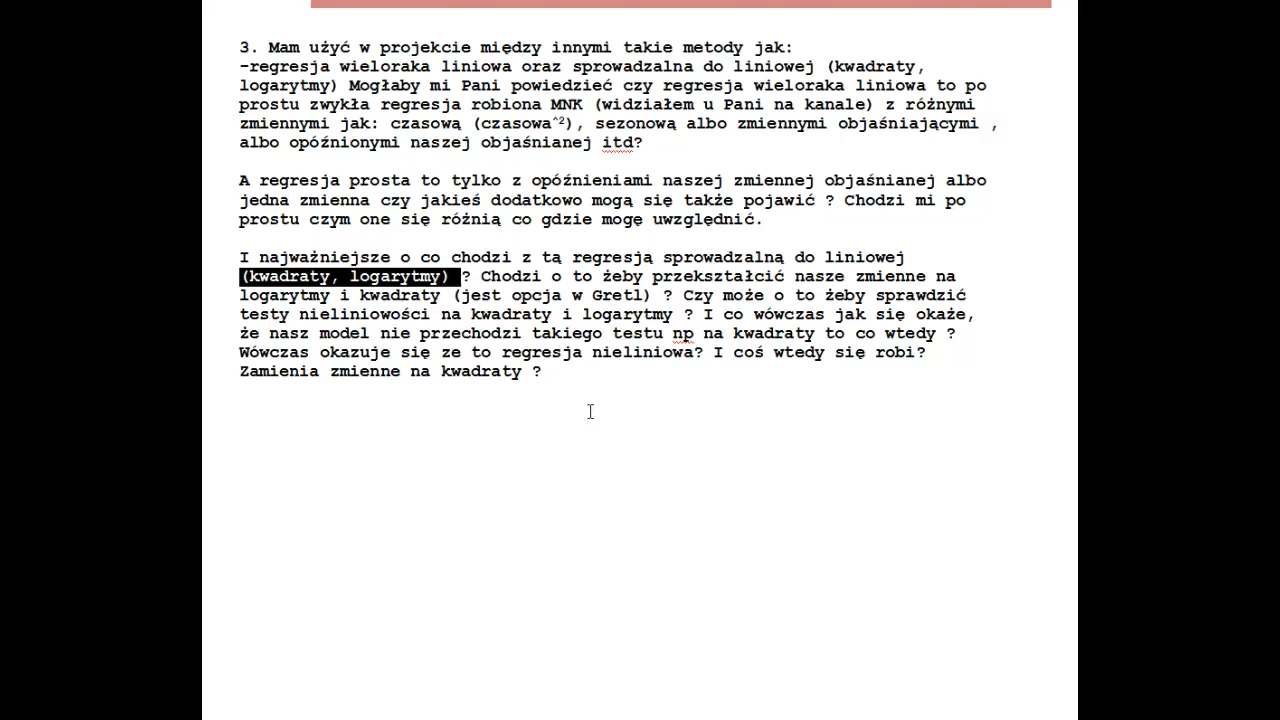 3. Mam użyć w projekcie między innymi takie metody jak:
-regresja wieloraka liniowa oraz sprowadzalna do liniowej (kwadraty,
logarytmy) Mogłaby mi Pani powiedzieć czy regresja wieloraka liniowa to po
prostu zwykła regresja robiona MNK (widziałem u Pani na kanale) z różnymi
zmiennymi jak: czasową (czasowa^2), sezonową albo zmiennymi objaśniającymi ,
albo opóźnionymi naszej objaśnianej itd?
A regresja prosta to tylko z opóźnieniami naszej zmiennej objaśnianej albo
jedna zmienna czy jakieś dodatkowo mogą się także pojawić ? Chodzi mi po
prostu czym one się różnią co gdzie mogę uwzględnić.
I najważniejsze o co chodzi z tą regresją sprowadzalną do liniowej
(kwadraty, logarytmy) ? Chodzi o to żeby przekształcić nasze zmienne na
logarytmy i kwadraty (jest opcja w Gretl) ? Czy może o to żeby sprawdzić
testy nieliniowości na kwadraty i logarytmy ? I co wówczas jak się okaże,
że nasz model nie przechodzi takiego testu np na kwadraty to co wtedy ?
Wówczas okazuje się ze to regresja nieliniowa? I coś wtedy się robi?
Zamienia zmienne na kwadraty ?